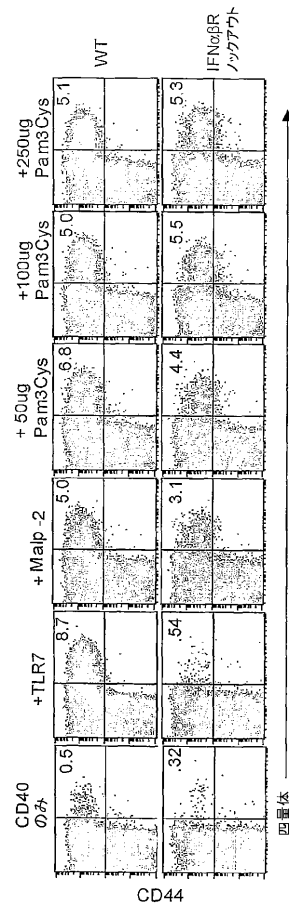 CD40
のみ
+TLR7
+ Malp -2
+ 50ug
Pam3Cys
+100ug
Pam3Cys
+250ug
Pam3Cys
0.5
8.7
5.0
6.8
5.0
5.1
WT
.32
.54
3.1
4.4
5.5
5.3
IFNαβR
ノックアウト
CD44
四量体